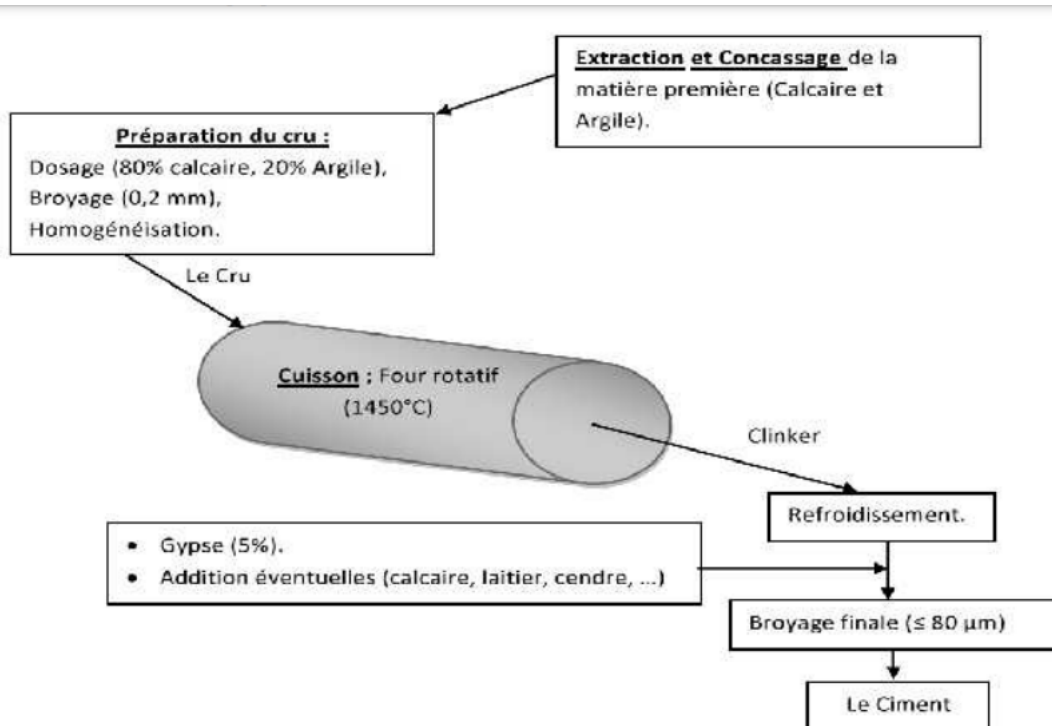 Extraction et Concassage de la
matière première (Calcaire et
Argile).
Préparation du cru :
Dosage (80% calcaire, 20% Argile),
Broyage (0,2 mm),
Homogénéisation.
Le Cru
Cuisson : Four rotatif
(1450°C)
Clinker
Refroidissement.
• Gypse (5%).
• Addition éventuelles (calcaire, laitier, cendre, ...)
Broyage finale (≤ 80 µm)
Le Ciment